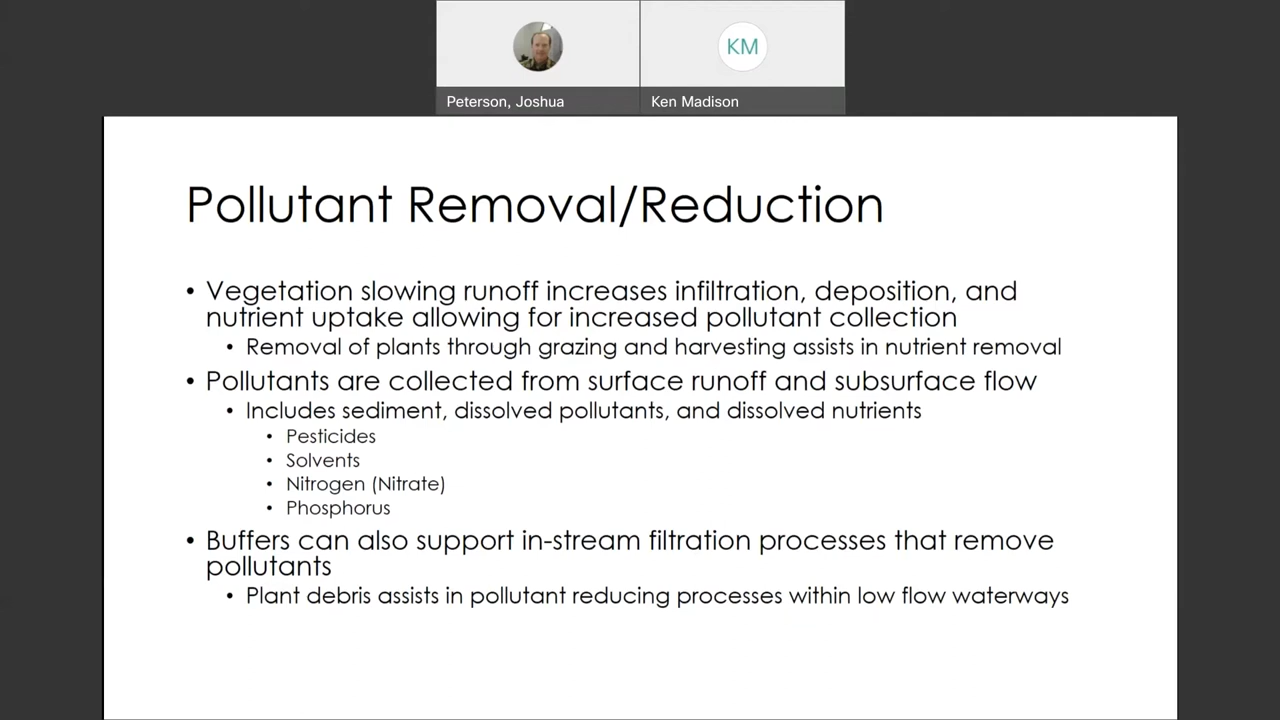 KM
Peterson, Joshua
Ken Madison
Pollutant Removal/Reduction
• Vegetation slowing runoff increases infiltration, deposition, and
nutrient uptake allowing for increased pollutant collection
• Removal of plants through grazing and harvesting assists in nutrient removal
• Pollutants are collected from surface runoff and subsurface flow
• Includes sediment, dissolved pollutants, and dissolved nutrients
• Pesticides
• Solvents
• Nitrogen (Nitrate)
• Phosphorus
• Buffers can also support in-stream filtration processes that remove
pollutants
• Plant debris assists in pollutant reducing processes within low flow waterways